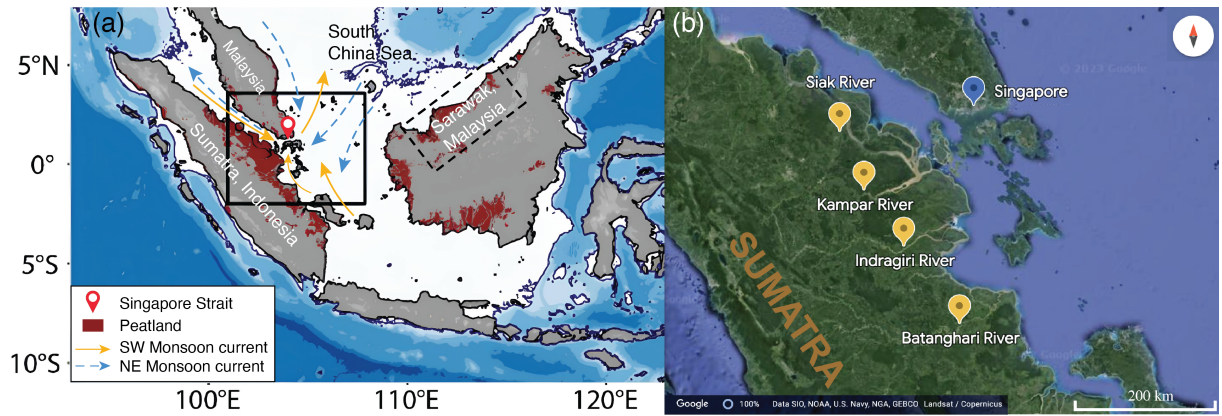 (a)
South
China Sea
Malaysia
Sarawak
Malaysia
Sumatra Indonesia
5°N
0°
5°S
10°S
100°E
110°E
120°E
Singapore Strait
Peatland
SW Monsoon current
NE Monsoon current
(b)
© 2023 Google
Siak River
Singapore
Kampar River
Indragiri River
Batanghari River
SUMATRA
Google
Google
200 km
Google
100%
Data SIO, NOAA, U.S. Navy, NGA, GEBCO Landsat / Copernicus